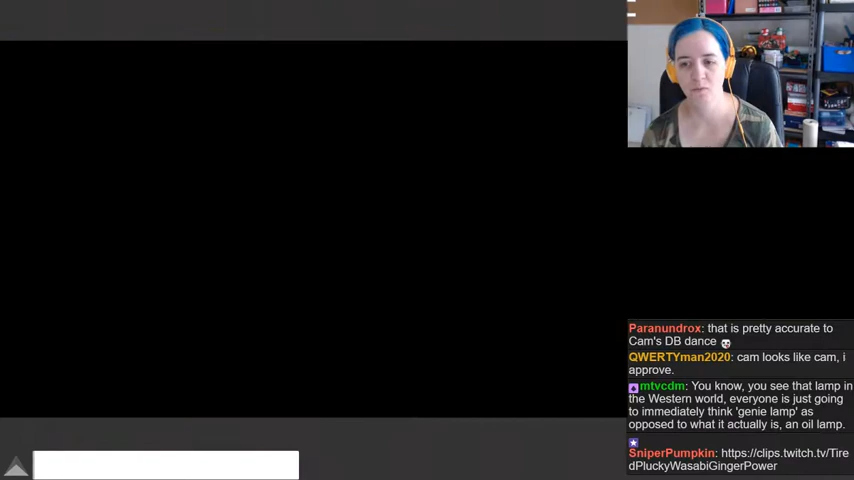 Paranundrox: that is pretty accurate to
Cam's DB dance
QWERTYman2020: cam looks like cam, i
approve.
mtvcdm: You know, you see that lamp in
the Western world, everyone is just going
to immediately think 'genie lamp' as
opposed to what it actually is, an oil lamp.
SniperPumpkin: https://clips.twitch.tv/Tire
dPluckyWasabiGingerPower